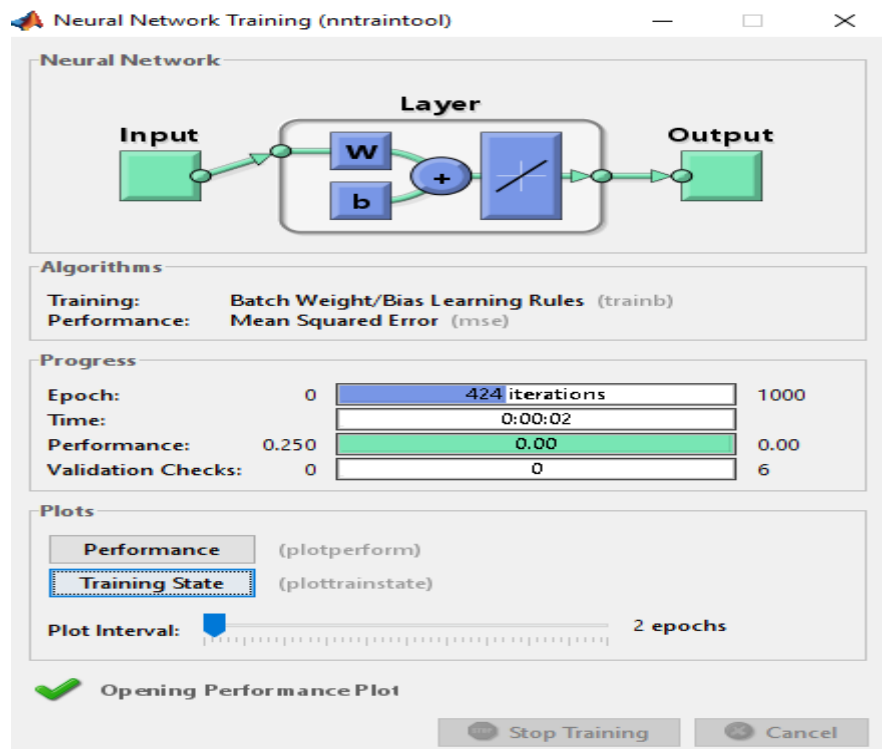 Neural Network Training (nntraintool)
Neural Network
Layer
Input
Output
W
b
+
Algorithms
Training: Batch Weight/Bias Learning Rules (trainb)
Performance: Mean Squared Error (mse)
Progress
Epoch: 0 424 iterations 1000
Time: 0:00:02
Performance: 0.250 0.00 0.00
Validation Checks: 0 0 6
Plots
Performance (plotperform)
Training State (plottrainstate)
Plot Interval: 2 epochs
Opening Performance Plot
Stop Training Cancel